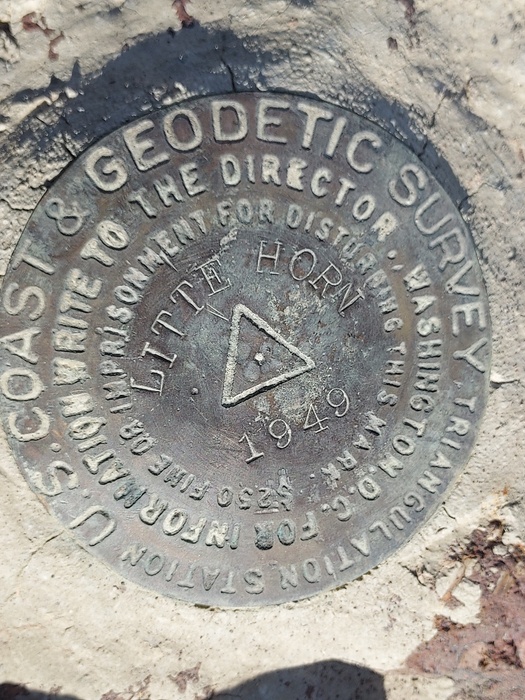 U.S. COAST & GEODETIC SURVEY TRIANGULATION STATION
FOR INFORMATION WRITE TO THE DIRECTOR, WASHINGTON, D.C.
$250 FINE OR IMPRISONMENT FOR DISTURBING THIS MARK.
LITTE HORN
1949